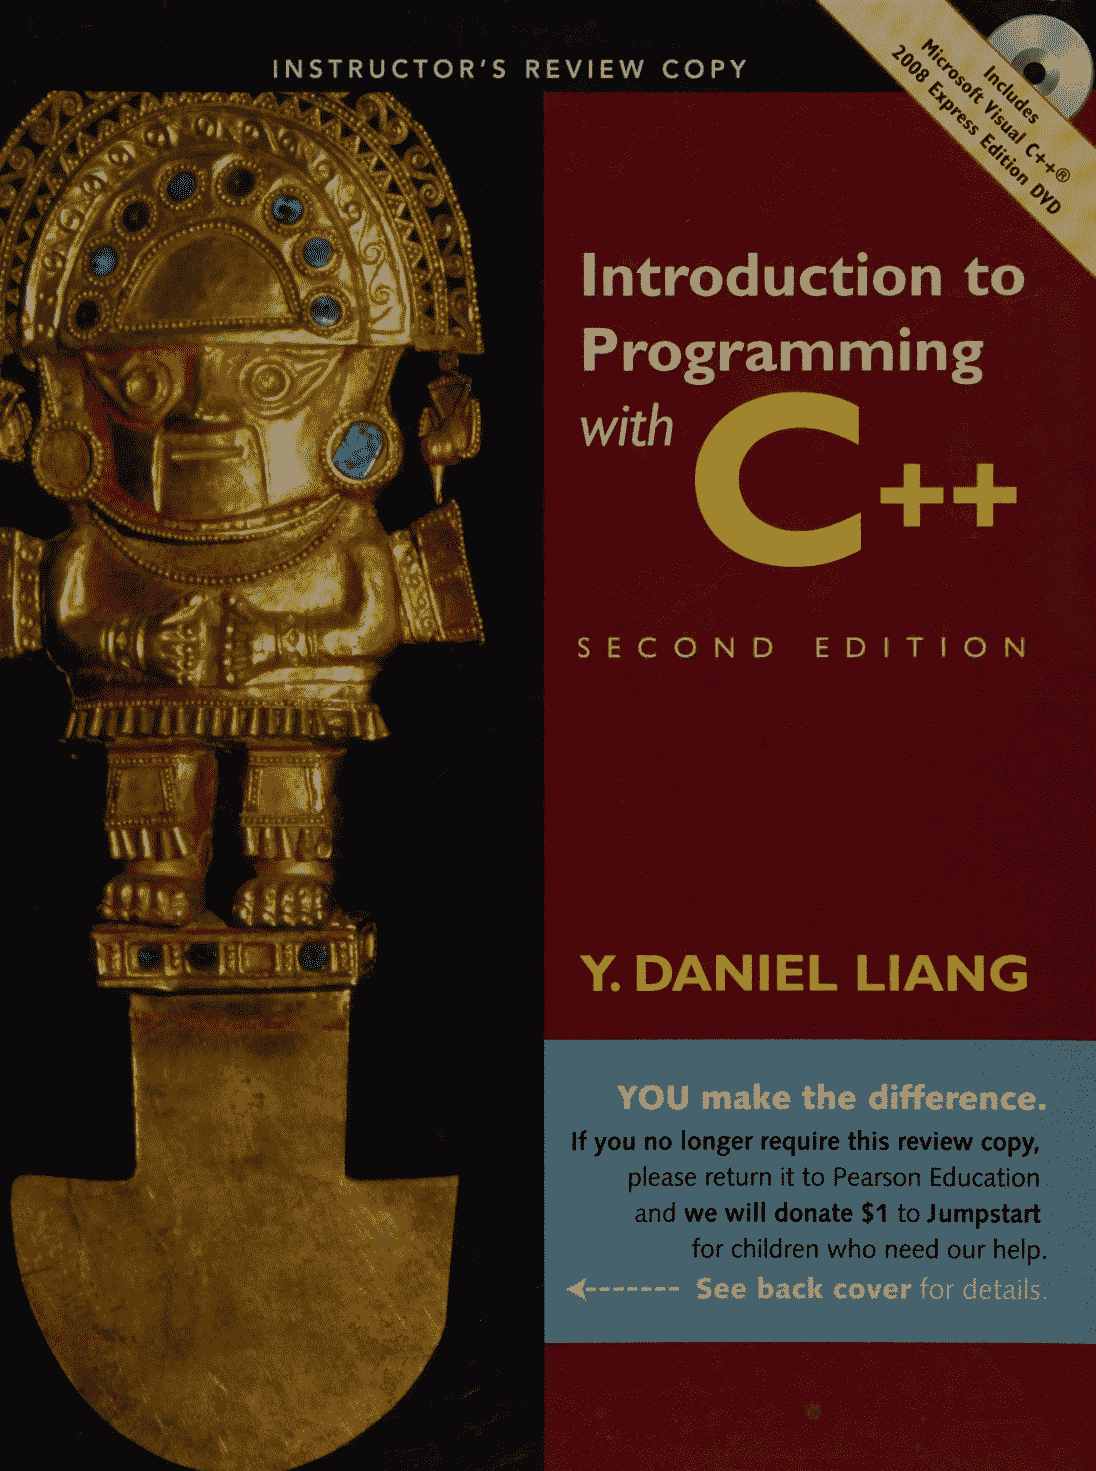 INSTRUCTOR'S REVIEW COPY
Includes
Microsoft Visual C++®
2008 Express Edition DVD
Introduction to
Programming
with C++
SECOND EDITION
Y. DANIEL LIANG
YOU make the difference.
If you no longer require this review copy,
please return it to Pearson Education
and we will donate $1 to Jumpstart
for children who need our help.
See back cover for details.